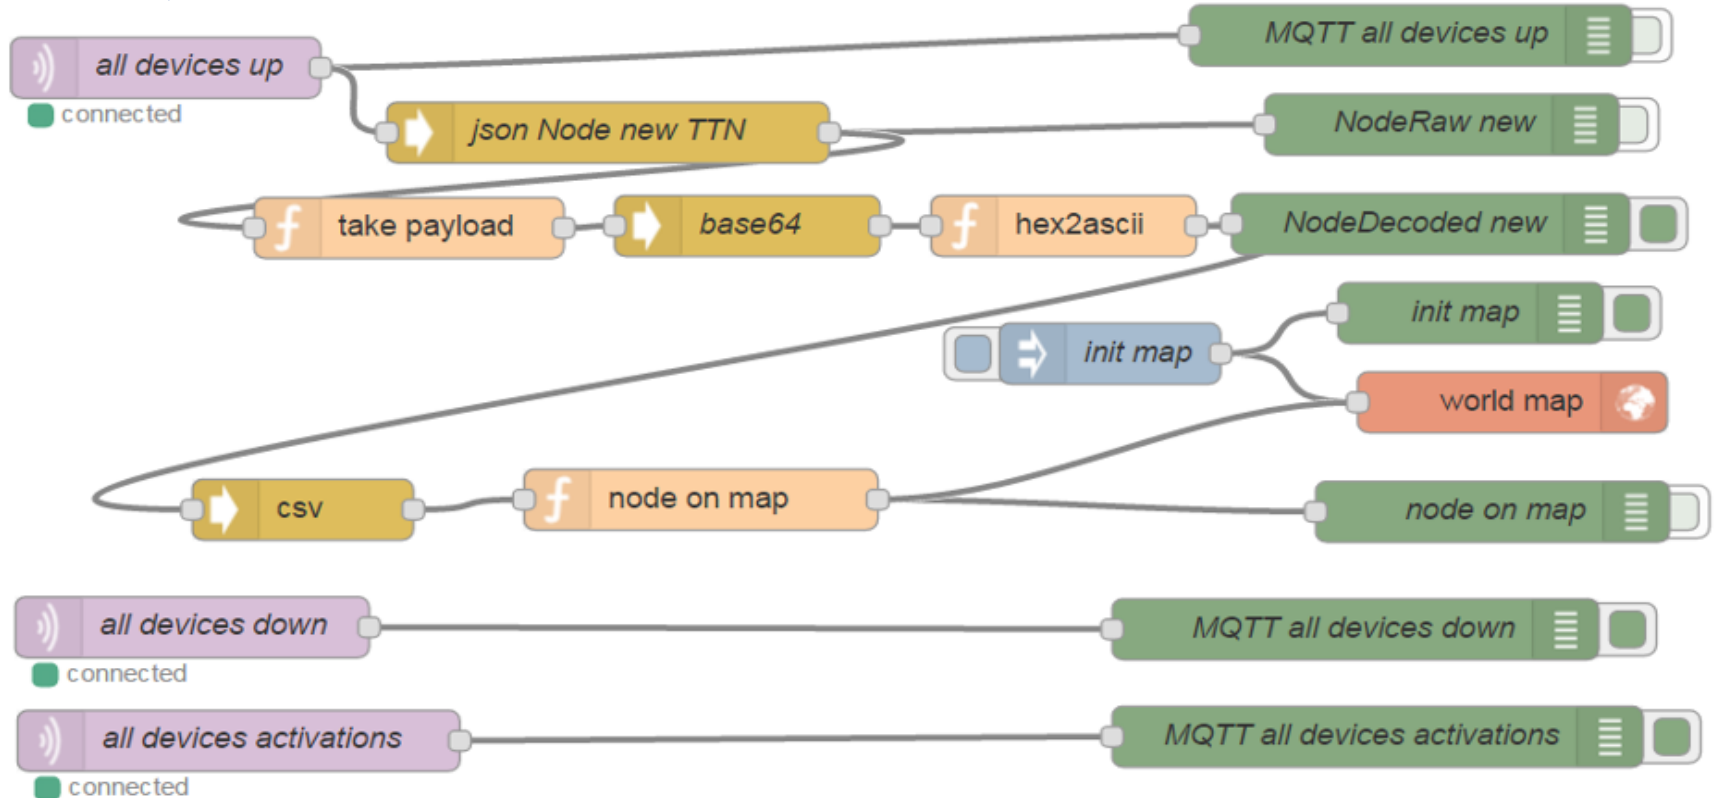 MQTT all devices up
all devices up
connected
json Node new TTN
NodeRaw new
take payload
base64
hex2ascii
NodeDecoded new
init map
init map
world map
csv
node on map
node on map
all devices down
MQTT all devices down
connected
all devices activations
MQTT all devices activations
connected